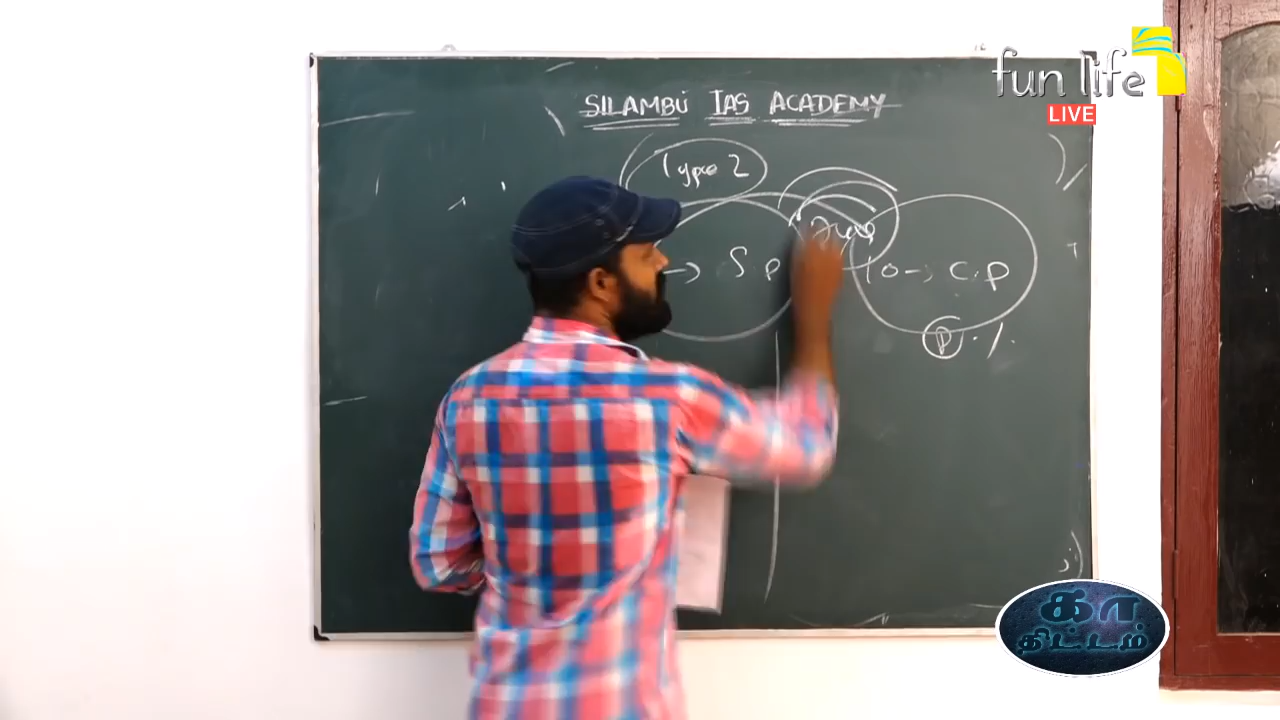 fun life
LIVE
SILAMBU IAS ACADEMY
Type 2
→ S P
10 → C.P
P . / .
கா
திட்டம்